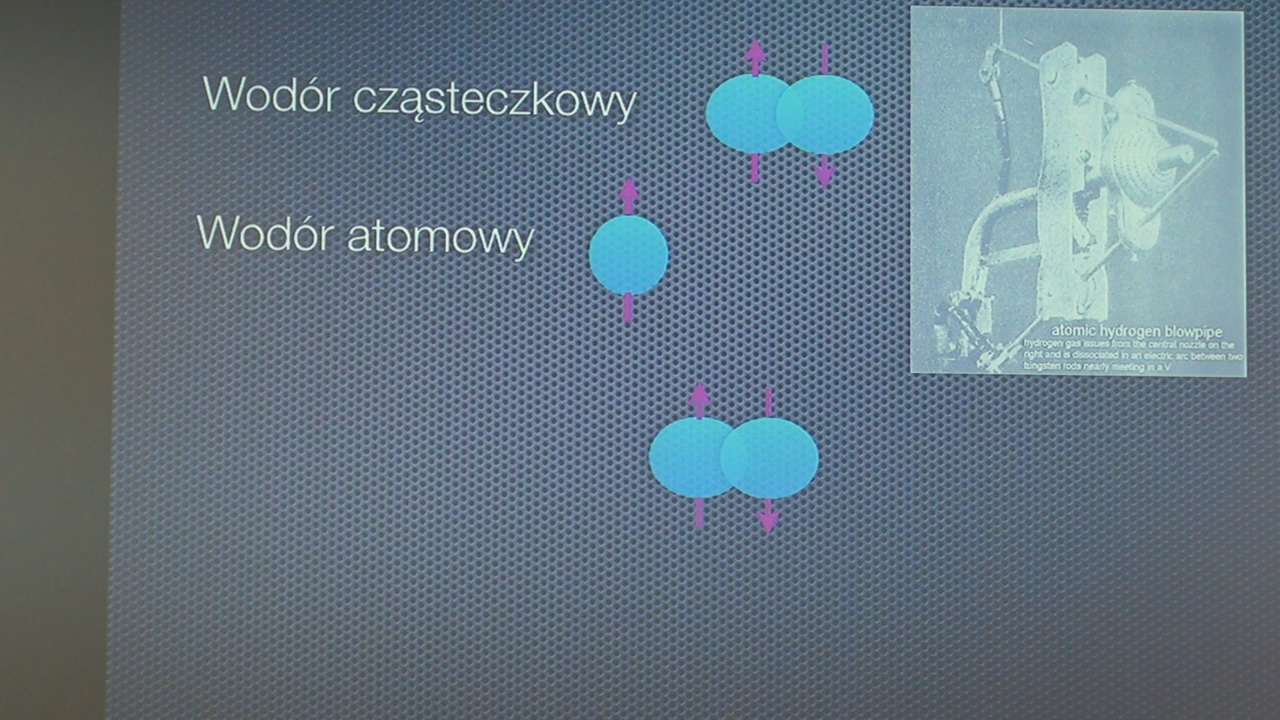 Wodór cząsteczkowy
Wodór atomowy
atomic hydrogen blowpipe
hydrogen gas issues from the central nozzle on the
right and is dissociated in an electric arc between two
tungsten rods nearly meeting in a V